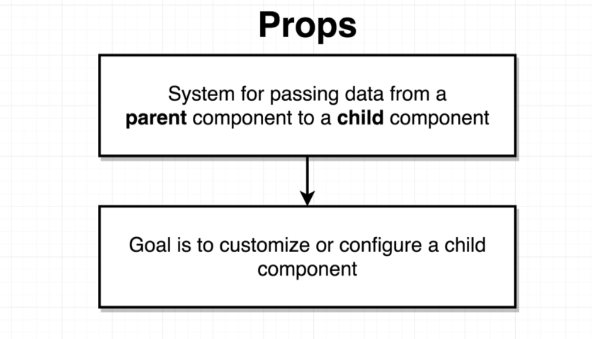 Props
System for passing data from a
parent component to a child component
Goal is to customize or configure a child
component